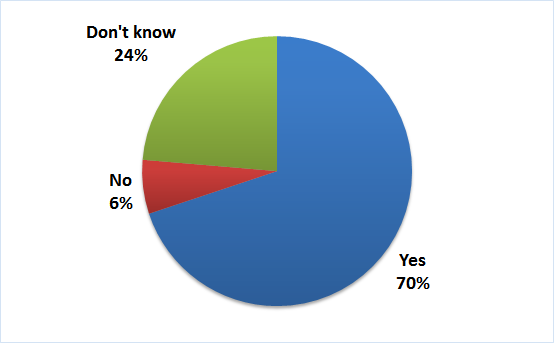 Don't know
24%
No
6%
Yes
70%